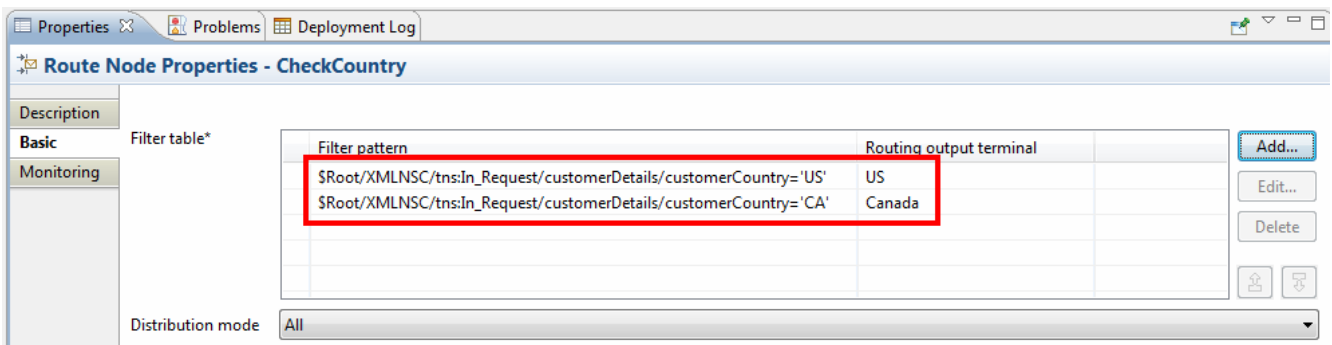 Properties Problems Deployment Log
Route Node Properties - CheckCountry
Description
Basic
Monitoring
Filter table*
Filter pattern Routing output terminal
$Root/XMLNSC/tns:In_Request/customerDetails/customerCountry='US' US
$Root/XMLNSC/tns:In_Request/customerDetails/customerCountry='CA' Canada
Add...
Edit...
Delete
Distribution mode All